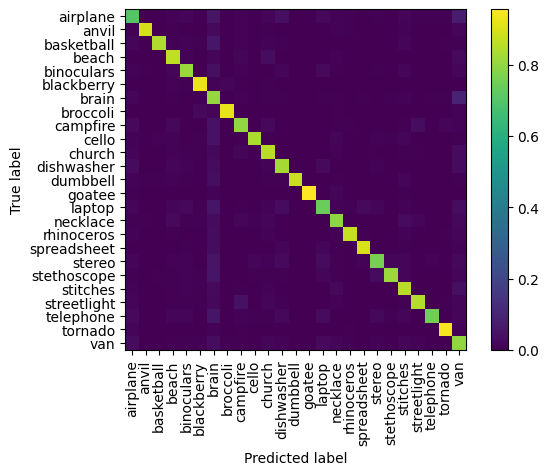 True label
airplane
anvil
basketball
beach
binoculars
blackberry
brain
broccoli
campfire
cello
church
dishwasher
dumbbell
goatee
laptop
necklace
rhinoceros
spreadsheet
stereo
stethoscope
stitches
streetlight
telephone
tornado
van
airplane
anvil
basketball
beach
binoculars
blackberry
brain
broccoli
campfire
cello
church
dishwasher
dumbbell
goatee
laptop
necklace
rhinoceros
spreadsheet
stereo
stethoscope
stitches
streetlight
telephone
tornado
van
Predicted label
0.8
0.6
0.4
0.2
0.0